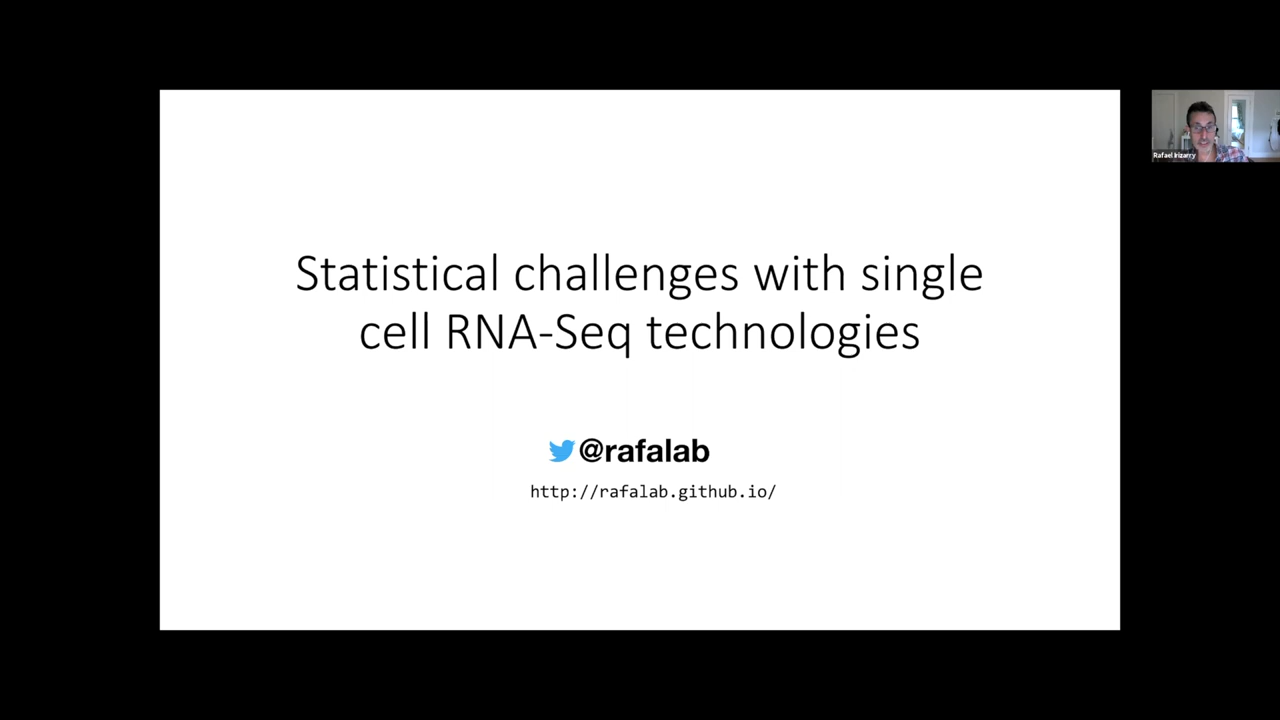 Statistical challenges with single
cell RNA-Seq technologies
@rafalab
http://rafalab.github.io/
Rafael Irizarry